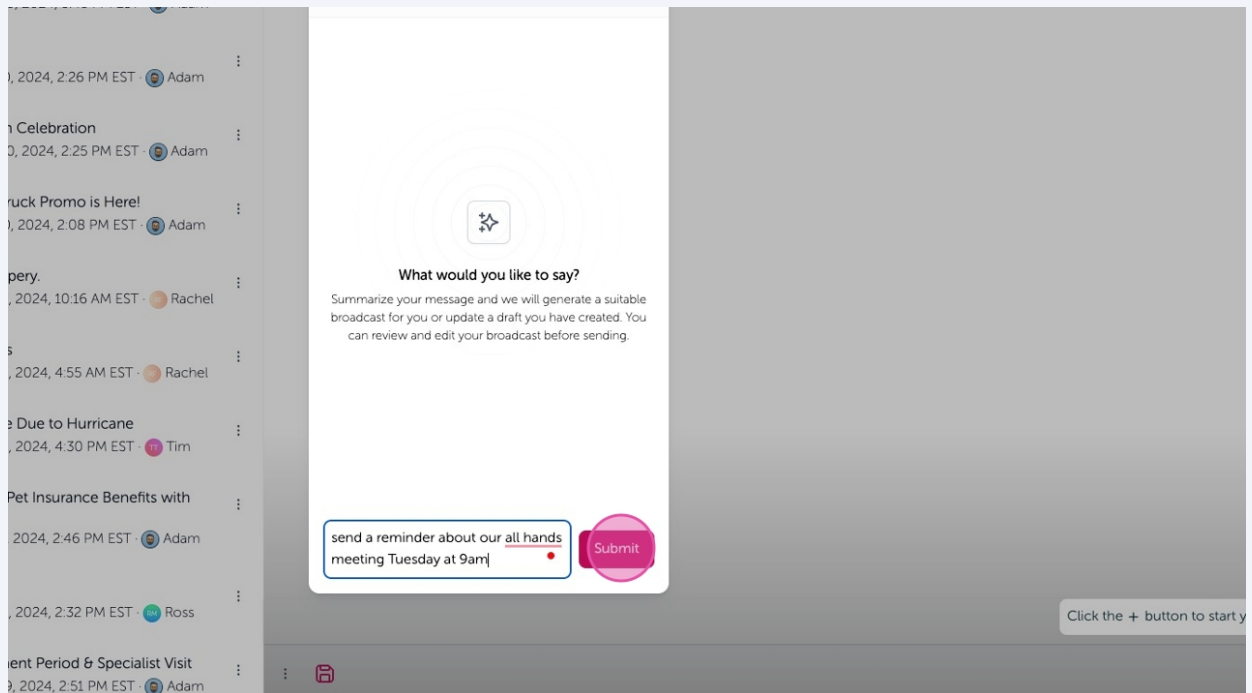 Adam
, 2024, 2:26 PM EST · Adam
Celebration
0, 2024, 2:25 PM EST · Adam
ruck Promo is Here!
, 2024, 2:08 PM EST · Adam
pery.
, 2024, 10:16 AM EST · Rachel
s
, 2024, 4:55 AM EST · Rachel
e Due to Hurricane
, 2024, 4:30 PM EST · TT Tim
Pet Insurance Benefits with
2024, 2:46 PM EST · Adam
, 2024, 2:32 PM EST · RM Ross
ent Period & Specialist Visit
9, 2024, 2:51 PM EST · Adam
What would you like to say?
Summarize your message and we will generate a suitable
broadcast for you or update a draft you have created. You
can review and edit your broadcast before sending.
send a reminder about our all hands
meeting Tuesday at 9am
Submit
Click the + button to start y